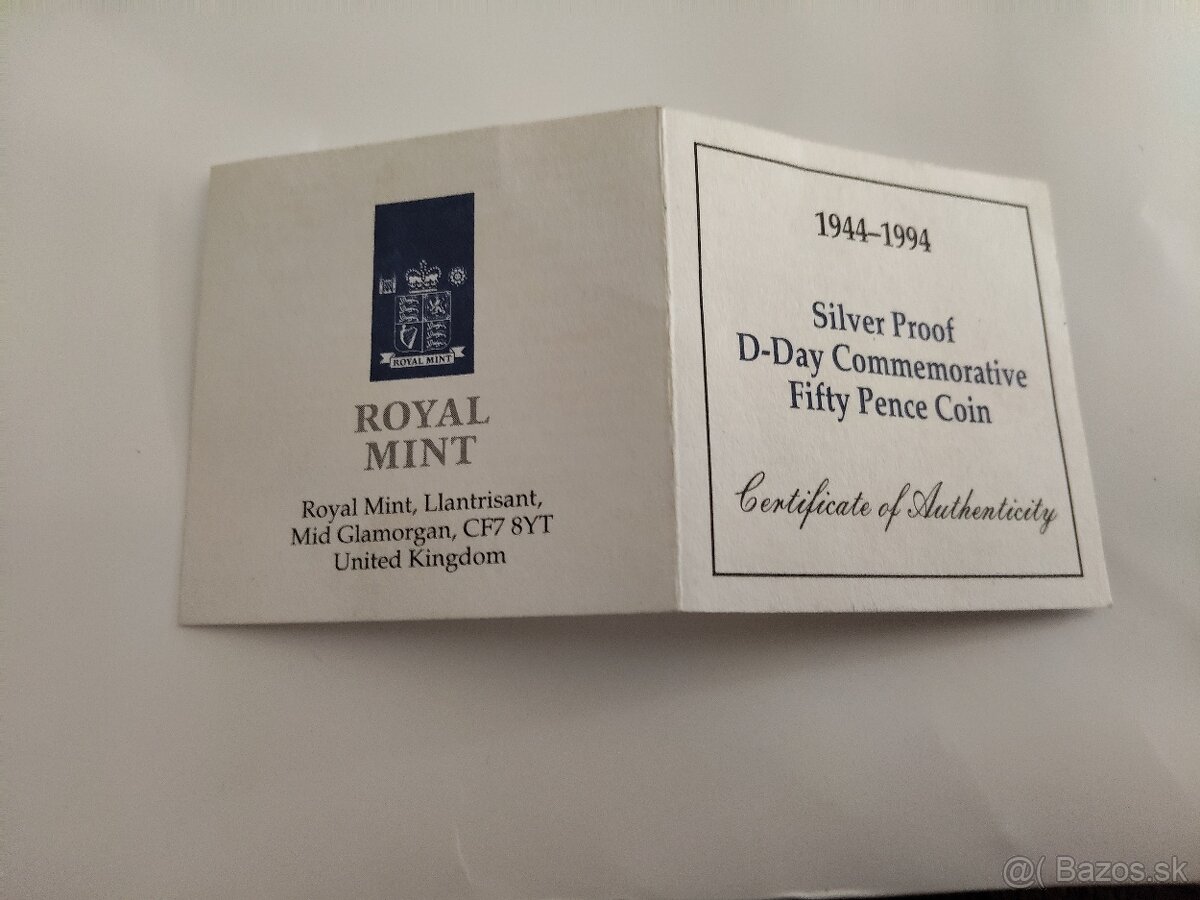 ROYAL MINT
ROYAL
MINT
Royal Mint, Llantrisant,
Mid Glamorgan, CF7 8YT
United Kingdom
1944–1994
Silver Proof
D-Day Commemorative
Fifty Pence Coin
Certificate of Authenticity
@( Bazos.sk